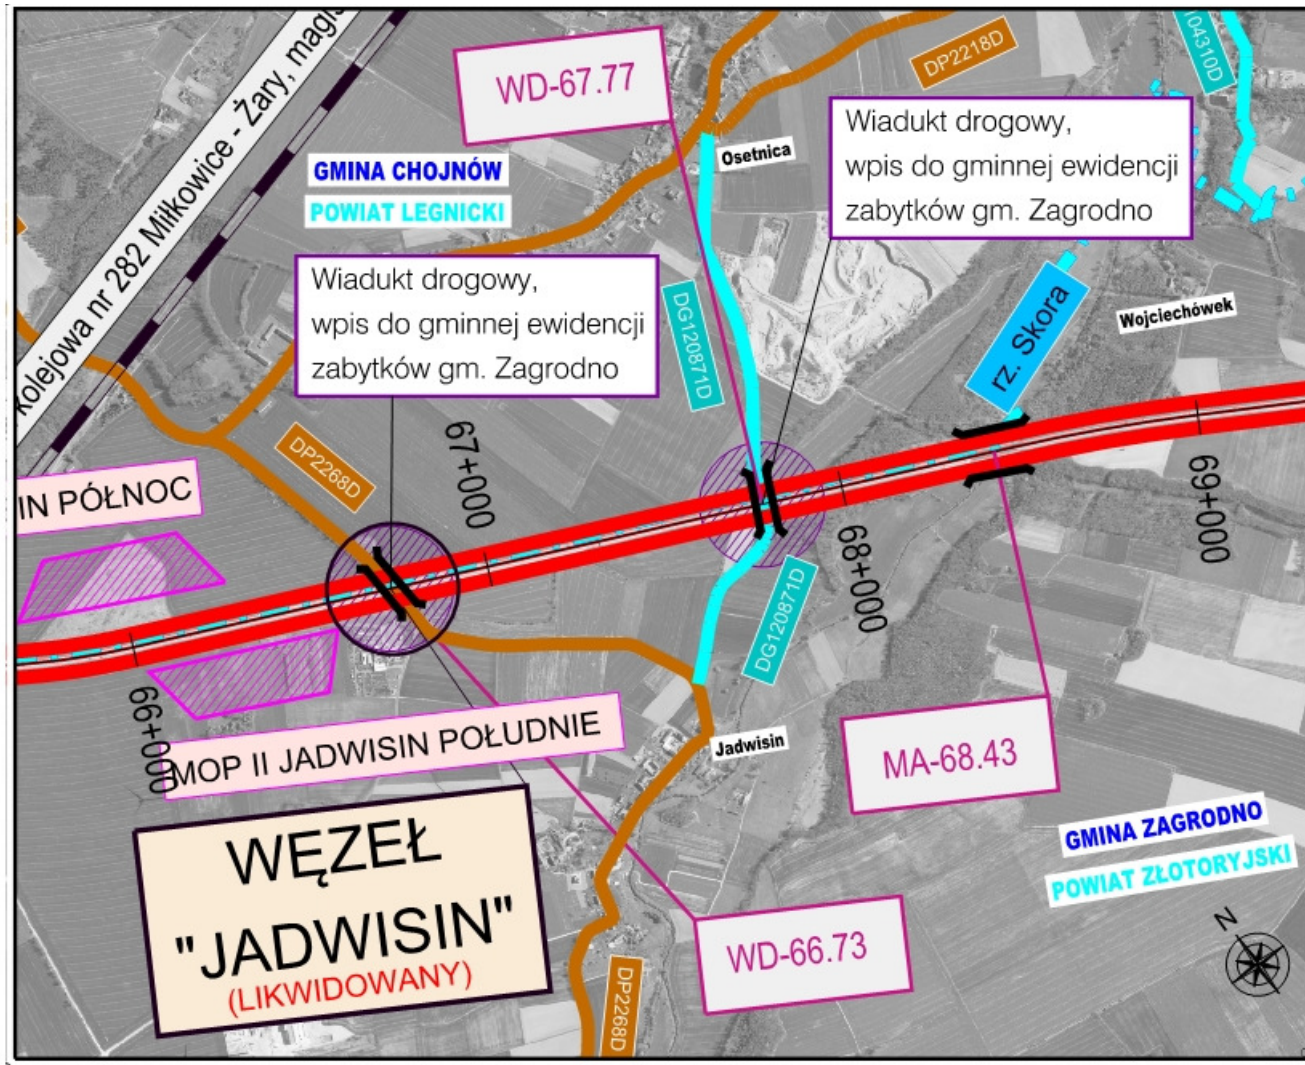 kolejowa nr 282 Miłkowice - Żary, magis
WD-67.77
DP2218D
104310D
Wiadukt drogowy,
wpis do gminnej ewidencji
zabytków gm. Zagrodno
Osetnica
GMINA CHOJNÓW
POWIAT LEGNICKI
Wiadukt drogowy,
wpis do gminnej ewidencji
zabytków gm. Zagrodno
DG120871D
rz. Skora
Wojciechówek
DP2268D
67+000
IN PÓŁNOC
68+000
69+000
DG120871D
66+000
MOP II JADWISIN POŁUDNIE
Jadwisin
MA-68.43
GMINA ZAGRODNO
POWIAT ZŁOTORYJSKI
WĘZEŁ
"JADWISIN"
(LIKWIDOWANY)
WD-66.73
N
DP2268D